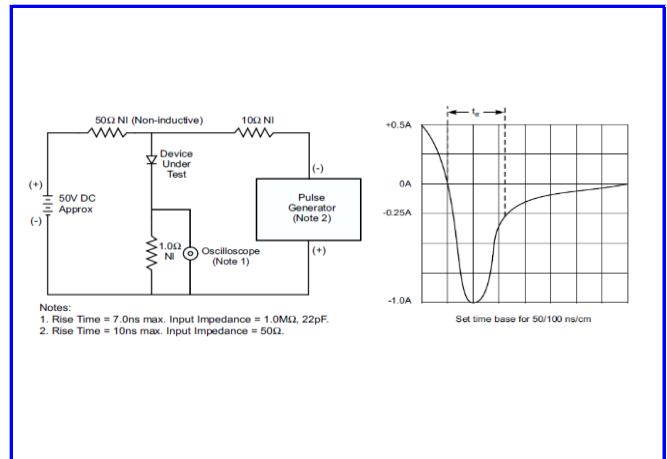 50Ω NI (Non-inductive)
10Ω NI
Device
Under
Test
(+)
50V DC
Approx
(-)
(-)
Pulse
Generator
(Note 2)
(+)
1.0Ω
NI
Oscilloscope
(Note 1)
Notes:
1. Rise Time = 7.0ns max. Input Impedance = 1.0MΩ, 22pF.
2. Rise Time = 10ns max. Input Impedance = 50Ω.
trr
+0.5A
0A
-0.25A
-1.0A
Set time base for 50/100 ns/cm